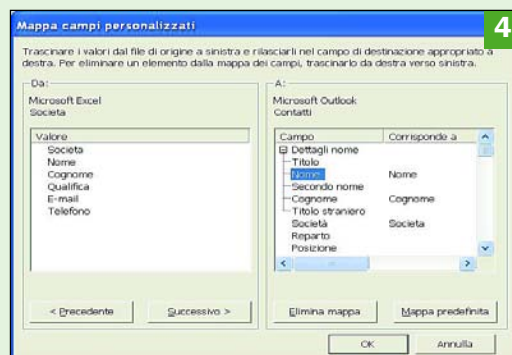 Mappa campi personalizzati
4
Trascinare i valori dal file di origine a sinistra e rilasciarli nel campo di destinazione appropriato a
destra. Per eliminare un elemento dalla mappa dei campi, trascinarlo da destra verso sinistra.
Da:
Microsoft Excel
Societa
Valore
Societa
Nome
Cognome
Qualifica
E-mail
Telefono
< Precedente
Successivo >
A:
Microsoft Outlook
Contatti
Campo Corrisponde a
Dettagli nome
Titolo
Nome Nome
Secondo nome
Cognome Cognome
Titolo straniero
Società Societa
Reparto
Posizione
Elimina mappa
Mappa predefinita
OK
Annulla